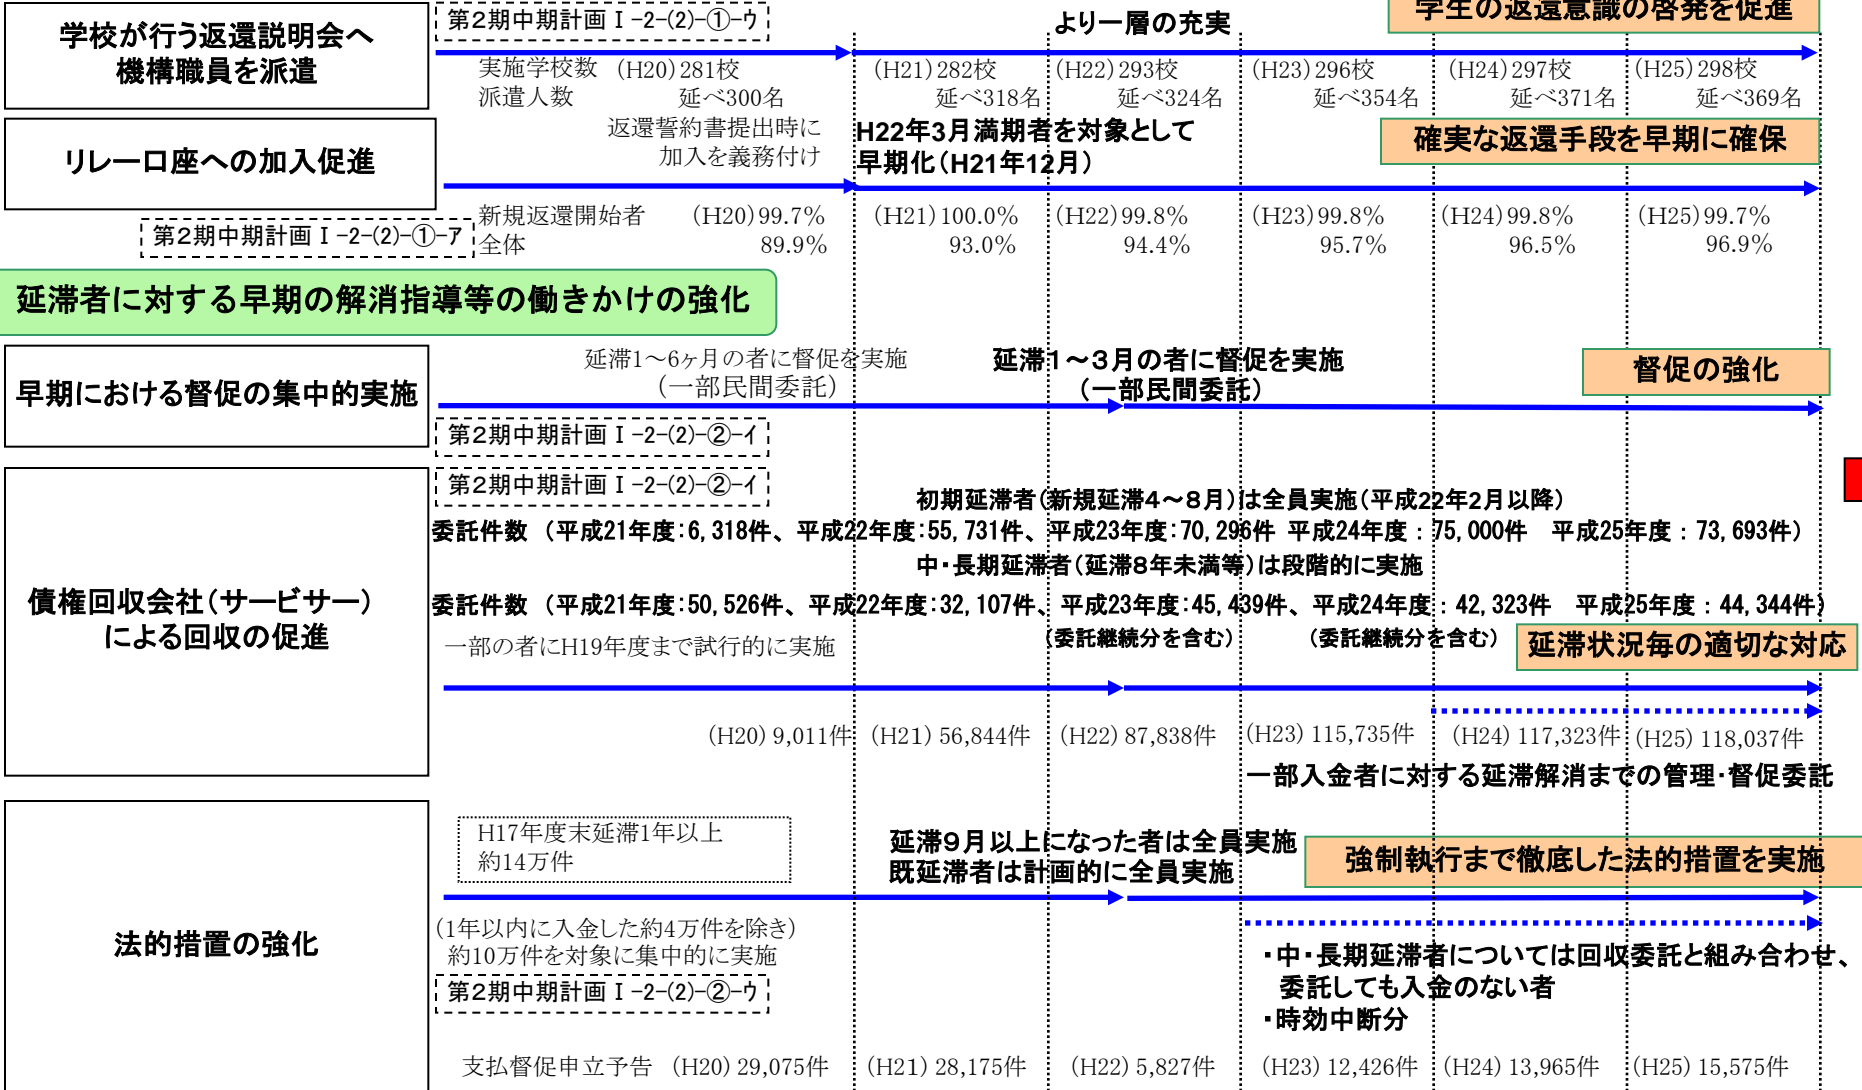 学校が行う返還説明会へ
機構職員を派遣
第２期中期計画Ⅰ-2-(2)-①-ウ
より一層の充実
学生の返還意識の啓発を促進
実施学校数 (H20) 281校 (H21) 282校 (H22) 293校 (H23) 296校 (H24) 297校 (H25) 298校
派遣人数 延べ300名 延べ318名 延べ324名 延べ354名 延べ371名 延べ369名
リレー口座への加入促進
返還誓約書提出時に
加入を義務付け
H22年3月満期者を対象として
早期化（H21年12月）
確実な返還手段を早期に確保
新規返還開始者 (H20) 99.7% (H21) 100.0% (H22) 99.8% (H23) 99.8% (H24) 99.8% (H25) 99.7%
第２期中期計画Ⅰ-2-(2)-①-ア
全体 89.9% 93.0% 94.4% 95.7% 96.5% 96.9%
延滞者に対する早期の解消指導等の働きかけの強化
早期における督促の集中的実施
延滞1～6ヶ月の者に督促を実施
（一部民間委託）
延滞１～３月の者に督促を実施
（一部民間委託）
督促の強化
第２期中期計画Ⅰ-2-(2)-②-イ
債権回収会社（サービサー）
による回収の促進
第２期中期計画Ⅰ-2-(2)-②-イ
初期延滞者（新規延滞４～８月）は全員実施（平成22年2月以降）
委託件数 （平成21年度:6,318件、平成22年度:55,731件、平成23年度:70,296件 平成24年度：75,000件 平成25年度：73,693件）
中・長期延滞者（延滞８年未満等）は段階的に実施
委託件数 （平成21年度:50,526件、平成22年度:32,107件、平成23年度:45,439件、平成24年度：42,323件 平成25年度：44,344件）
（委託継続分を含む） （委託継続分を含む）
一部の者にH19年度まで試行的に実施
延滞状況毎の適切な対応
(H20) 9,011件 (H21) 56,844件 (H22) 87,838件 (H23) 115,735件 (H24) 117,323件 (H25) 118,037件
一部入金者に対する延滞解消までの管理・督促委託
法的措置の強化
H17年度末延滞1年以上
約14万件
延滞９月以上になった者は全員実施
既延滞者は計画的に全員実施
強制執行まで徹底した法的措置を実施
(1年以内に入金した約4万件を除き)
約10万件を対象に集中的に実施
第２期中期計画Ⅰ-2-(2)-②-ウ
・中・長期延滞者については回収委託と組み合わせ、
委託しても入金のない者
・時効中断分
支払督促申立予告 (H20) 29,075件 (H21) 28,175件 (H22) 5,827件 (H23) 12,426件 (H24) 13,965件 (H25) 15,575件